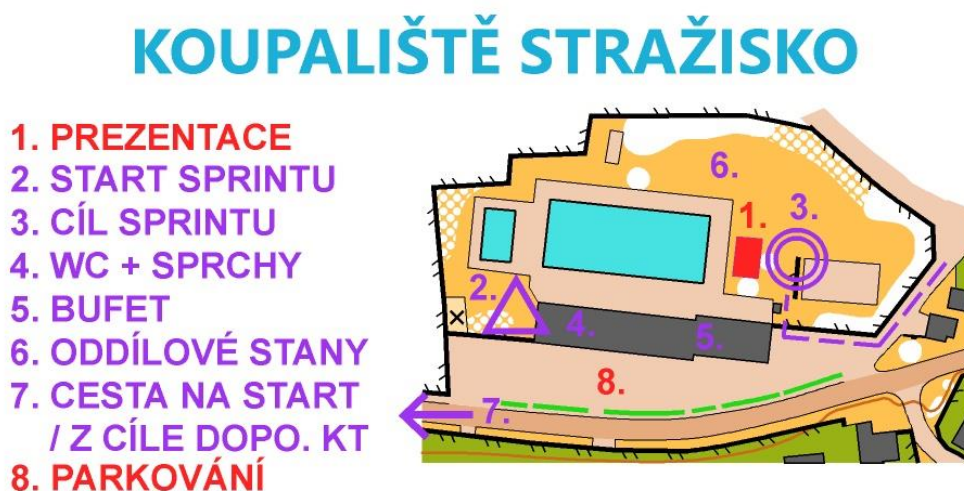 KOUPALIŠTĚ STRAŽISKO
1. PREZENTACE
2. START SPRINTU
3. CÍL SPRINTU
4. WC + SPRCHY
5. BUFET
6. ODDÍLOVÉ STANY
7. CESTA NA START
/ Z CÍLE DOPO. KT
8. PARKOVÁNÍ
6.
1.
3.
2.
4.
5.
8.
7.